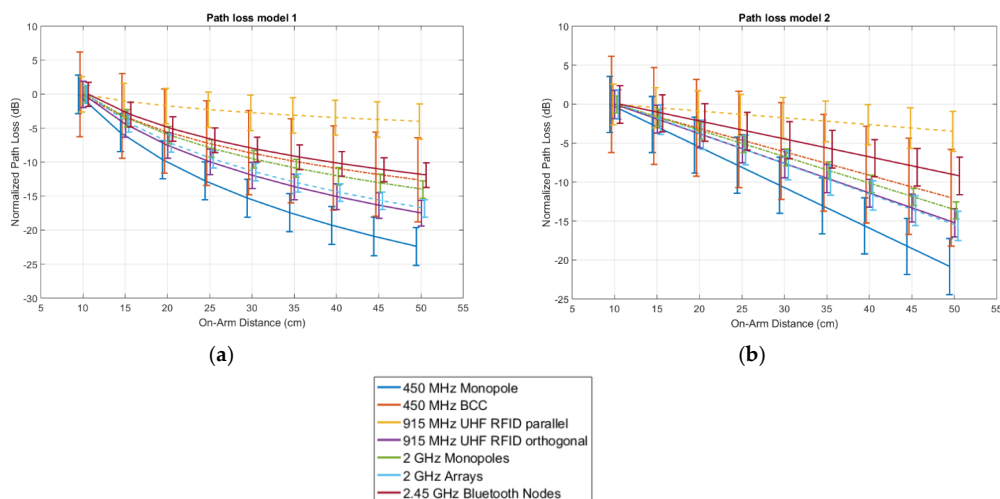 Path loss model 1
10
5
0
-5
-10
-15
-20
-25
-30
Normalized Path Loss (dB)
5 10 15 20 25 30 35 40 45 50 55
On-Arm Distance (cm)
(a)
Path loss model 2
10
5
0
-5
-10
-15
-20
-25
Normalized Path Loss (dB)
5 10 15 20 25 30 35 40 45 50 55
On-Arm Distance (cm)
(b)
450 MHz Monopole
450 MHz BCC
915 MHz UHF RFID parallel
915 MHz UHF RFID orthogonal
2 GHz Monopoles
2 GHz Arrays
2.45 GHz Bluetooth Nodes